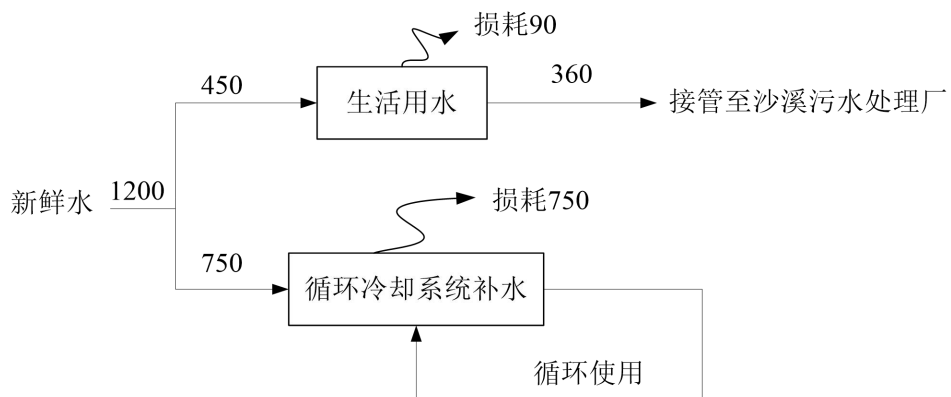 损耗90
450
360
生活用水
接管至沙溪污水处理厂
新鲜水
1200
损耗750
750
循环冷却系统补水
循环使用